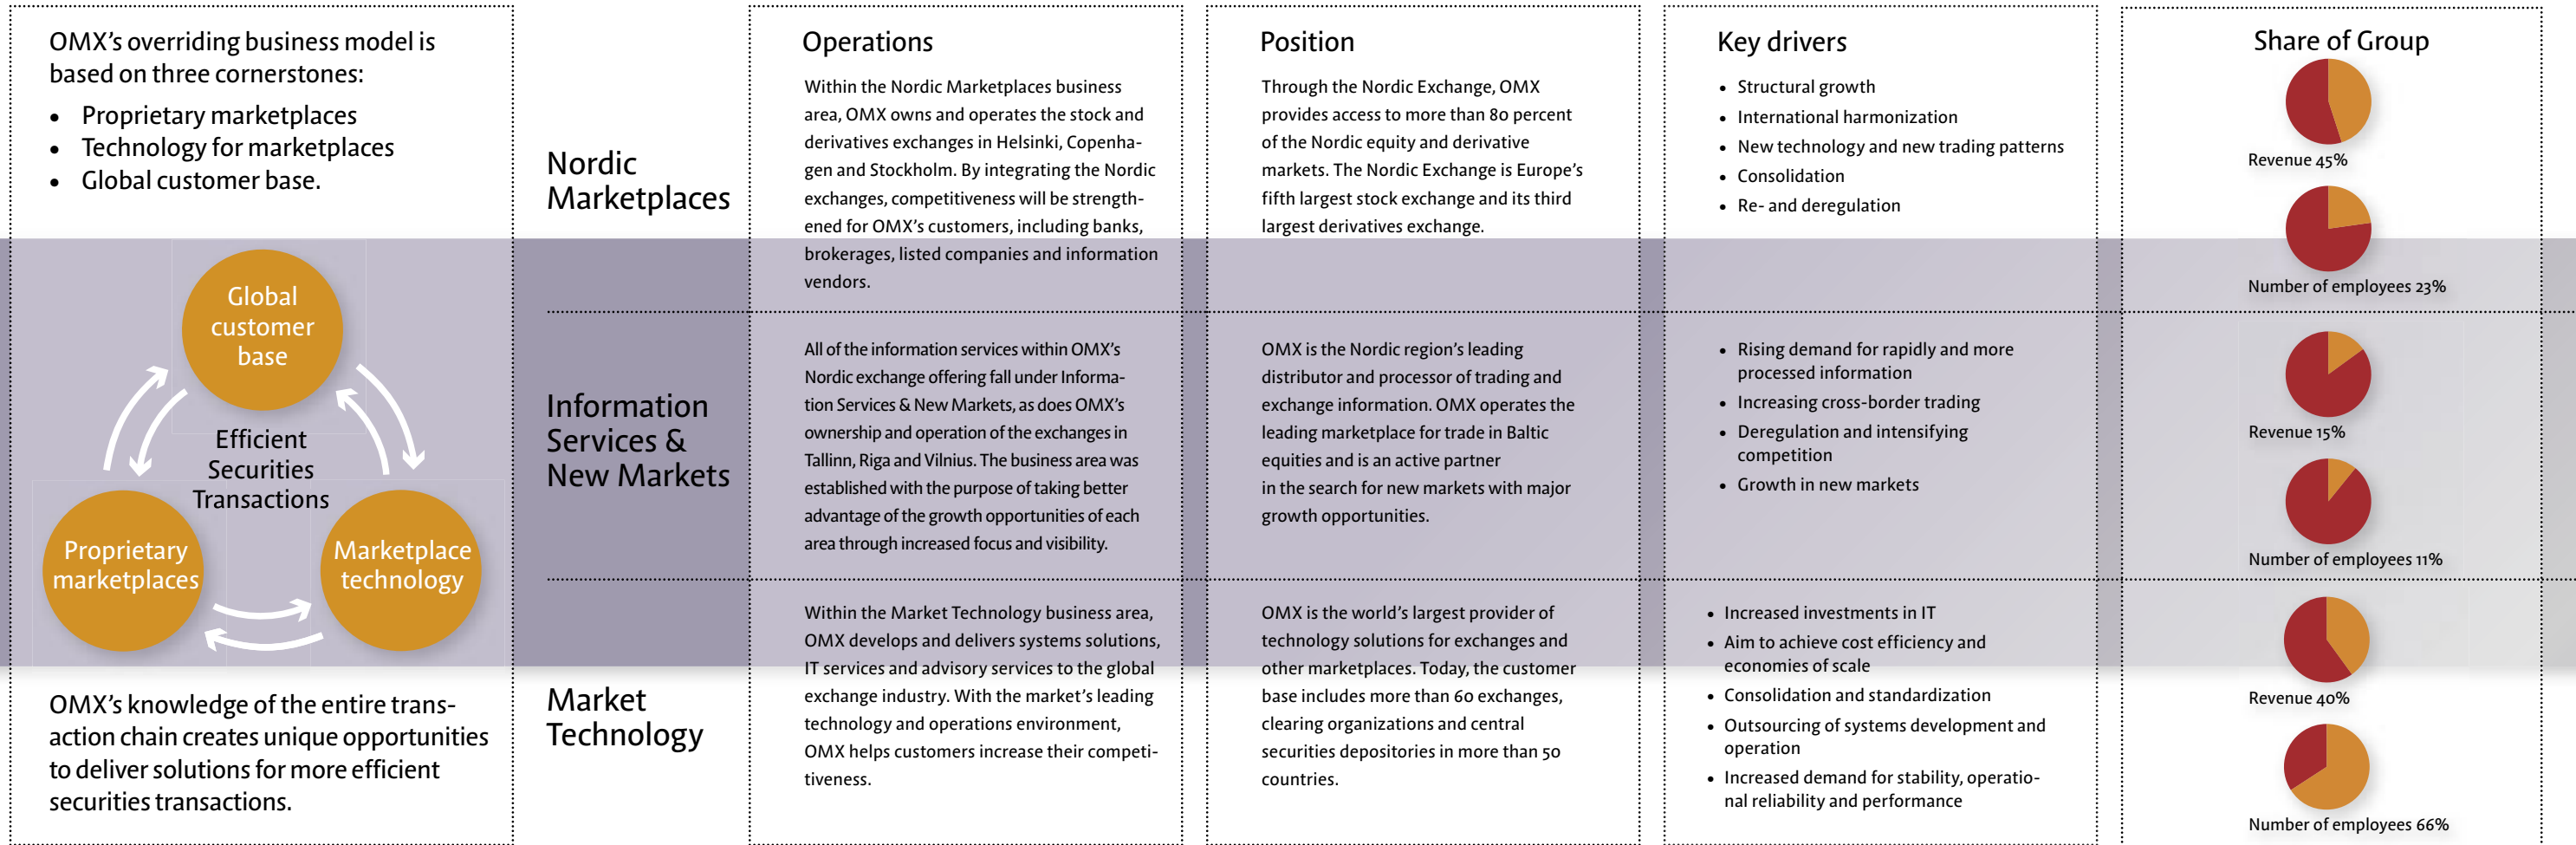 OMX's overriding business model is
based on three cornerstones:
• Proprietary marketplaces
• Technology for marketplaces
• Global customer base.
Global
customer
base
Efficient
Securities
Transactions
Proprietary
marketplaces
Marketplace
technology
OMX's knowledge of the entire trans-
action chain creates unique opportunities
to deliver solutions for more efficient
securities transactions.
Operations
Position
Key drivers
Share of Group
Nordic
Marketplaces
Within the Nordic Marketplaces business
area, OMX owns and operates the stock and
derivatives exchanges in Helsinki, Copenha-
gen and Stockholm. By integrating the Nordic
exchanges, competitiveness will be strength-
ened for OMX's customers, including banks,
brokerages, listed companies and information
vendors.
Through the Nordic Exchange, OMX
provides access to more than 80 percent
of the Nordic equity and derivative
markets. The Nordic Exchange is Europe's
fifth largest stock exchange and its third
largest derivatives exchange.
• Structural growth
• International harmonization
• New technology and new trading patterns
• Consolidation
• Re- and deregulation
Revenue 45%
Number of employees 23%
Information
Services &
New Markets
All of the information services within OMX's
Nordic exchange offering fall under Informa-
tion Services & New Markets, as does OMX's
ownership and operation of the exchanges in
Tallinn, Riga and Vilnius. The business area was
established with the purpose of taking better
advantage of the growth opportunities of each
area through increased focus and visibility.
OMX is the Nordic region's leading
distributor and processor of trading and
exchange information. OMX operates the
leading marketplace for trade in Baltic
equities and is an active partner
in the search for new markets with major
growth opportunities.
• Rising demand for rapidly and more
processed information
• Increasing cross-border trading
• Deregulation and intensifying
competition
• Growth in new markets
Revenue 15%
Number of employees 11%
Market
Technology
Within the Market Technology business area,
OMX develops and delivers systems solutions,
IT services and advisory services to the global
exchange industry. With the market's leading
technology and operations environment,
OMX helps customers increase their competi-
tiveness.
OMX is the world's largest provider of
technology solutions for exchanges and
other marketplaces. Today, the customer
base includes more than 60 exchanges,
clearing organizations and central
securities depositories in more than 50
countries.
• Increased investments in IT
• Aim to achieve cost efficiency and
economies of scale
• Consolidation and standardization
• Outsourcing of systems development and
operation
• Increased demand for stability, operatio-
nal reliability and performance
Revenue 40%
Number of employees 66%